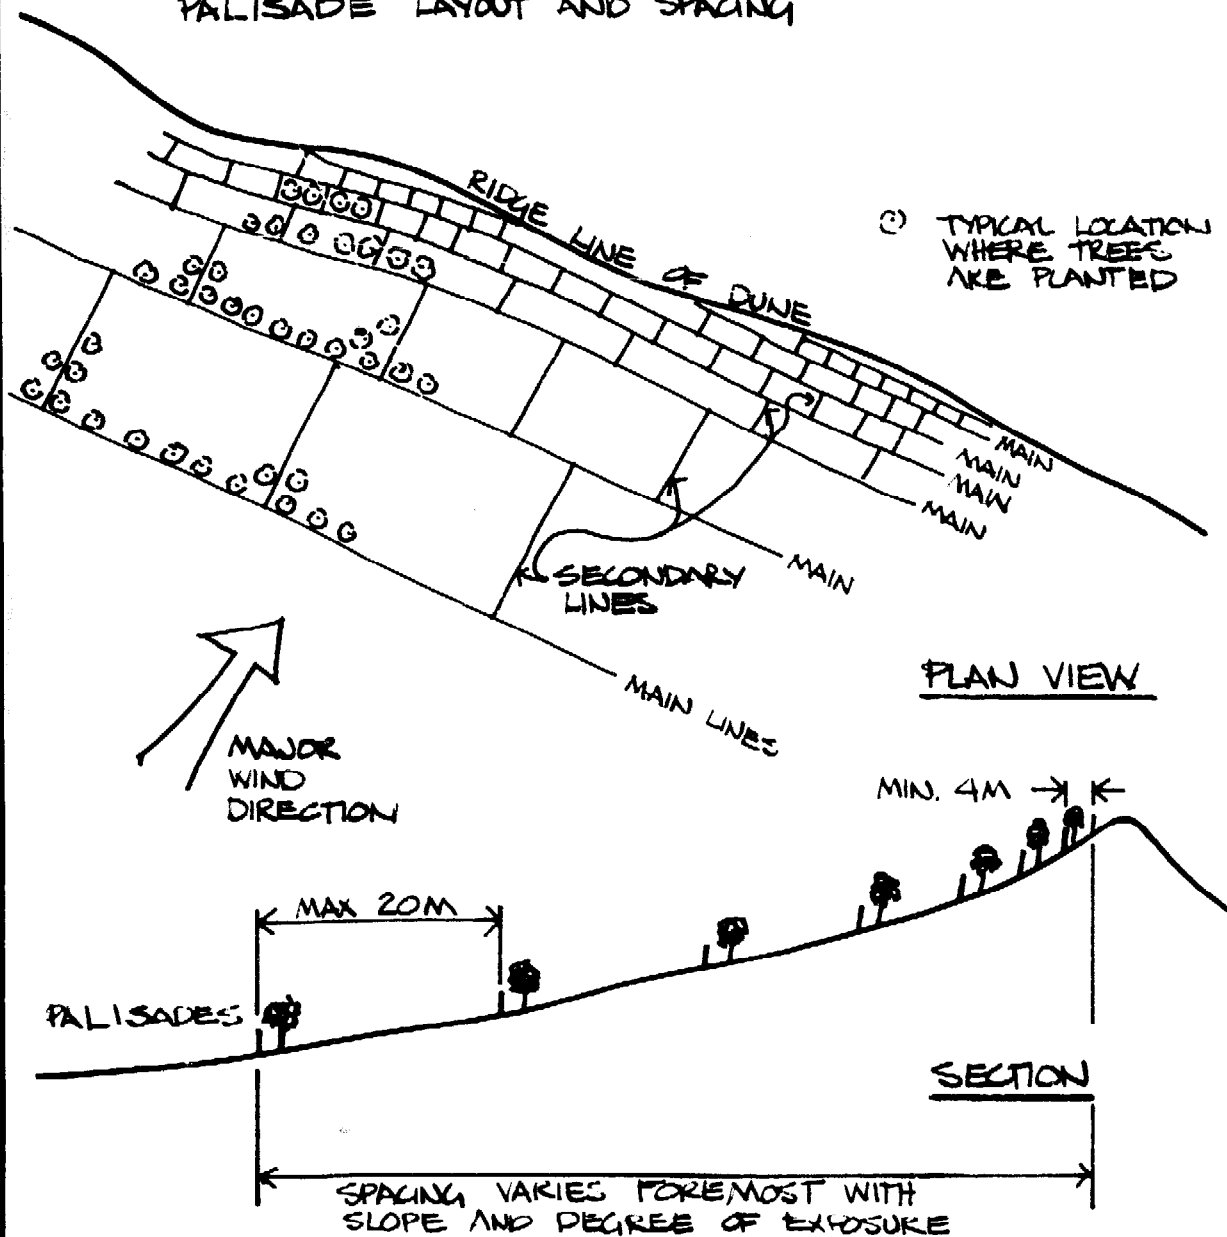 PALISADE LAYOUT AND SPACING
RIDGE LINE OF DUNE
TYPICAL LOCATION
WHERE TREES
ARE PLANTED
MAIN
MAIN
MAIN
MAIN
MAIN
SECONDARY
LINES
MAIN LINES
PLAN VIEW
MAJOR
WIND
DIRECTION
MIN. 4M
MAX 20M
PALISADES
SECTION
SPACING VARIES FOREMOST WITH
SLOPE AND DEGREE OF EXPOSURE